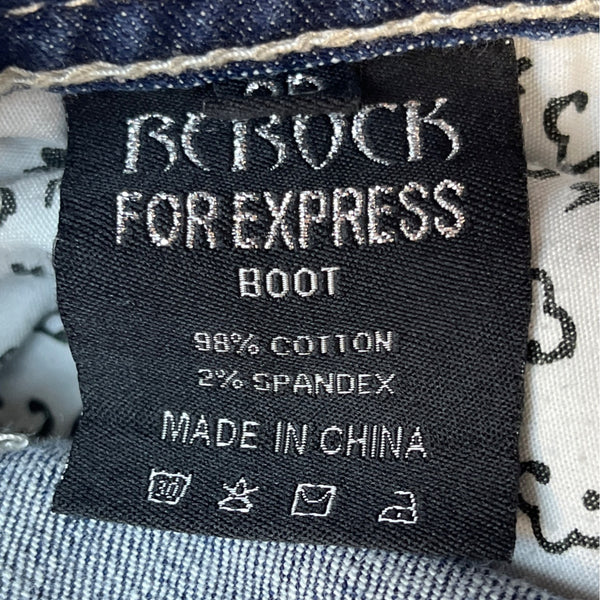 REROCK
FOR EXPRESS
BOOT
98% COTTON
2% SPANDEX
MADE IN CHINA
30